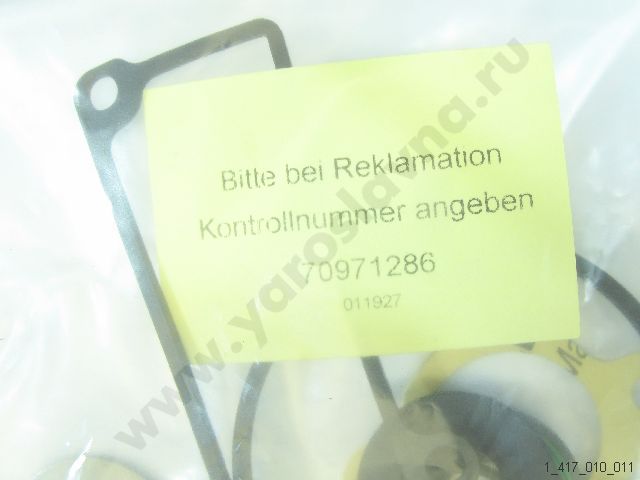 Bitte bei Reklamation
Kontrollnummer angeben
70971286
011927
www.yaroslavna.ru
1_417_010_011